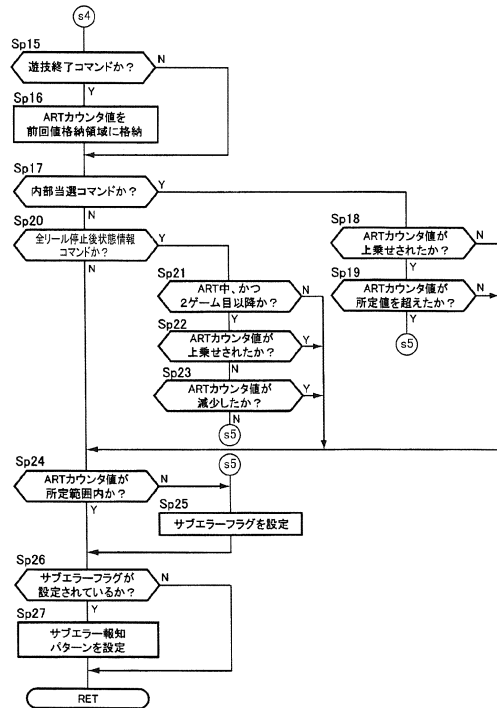 s4
Sp15
遊技終了コマンドか？
N
Y
Sp16
ARTカウンタ値を
前回値格納領域に格納
Sp17
内部当選コマンドか？
Y
N
Sp18
ARTカウンタ値が
上乗せされたか？
N
Y
Sp19
ARTカウンタ値が
所定値を超えたか？
N
Y
s5
Sp20
全リール停止後状態情報
コマンドか？
Y
N
Sp21
ART中、かつ
2ゲーム目以降か？
N
Y
Sp22
ARTカウンタ値が
上乗せされたか？
Y
N
Sp23
ARTカウンタ値が
減少したか？
Y
N
s5
Sp24
ARTカウンタ値が
所定範囲内か？
N
Y
s5
Sp25
サブエラーフラグを設定
Sp26
サブエラーフラグが
設定されているか？
N
Y
Sp27
サブエラー報知
パターンを設定
RET